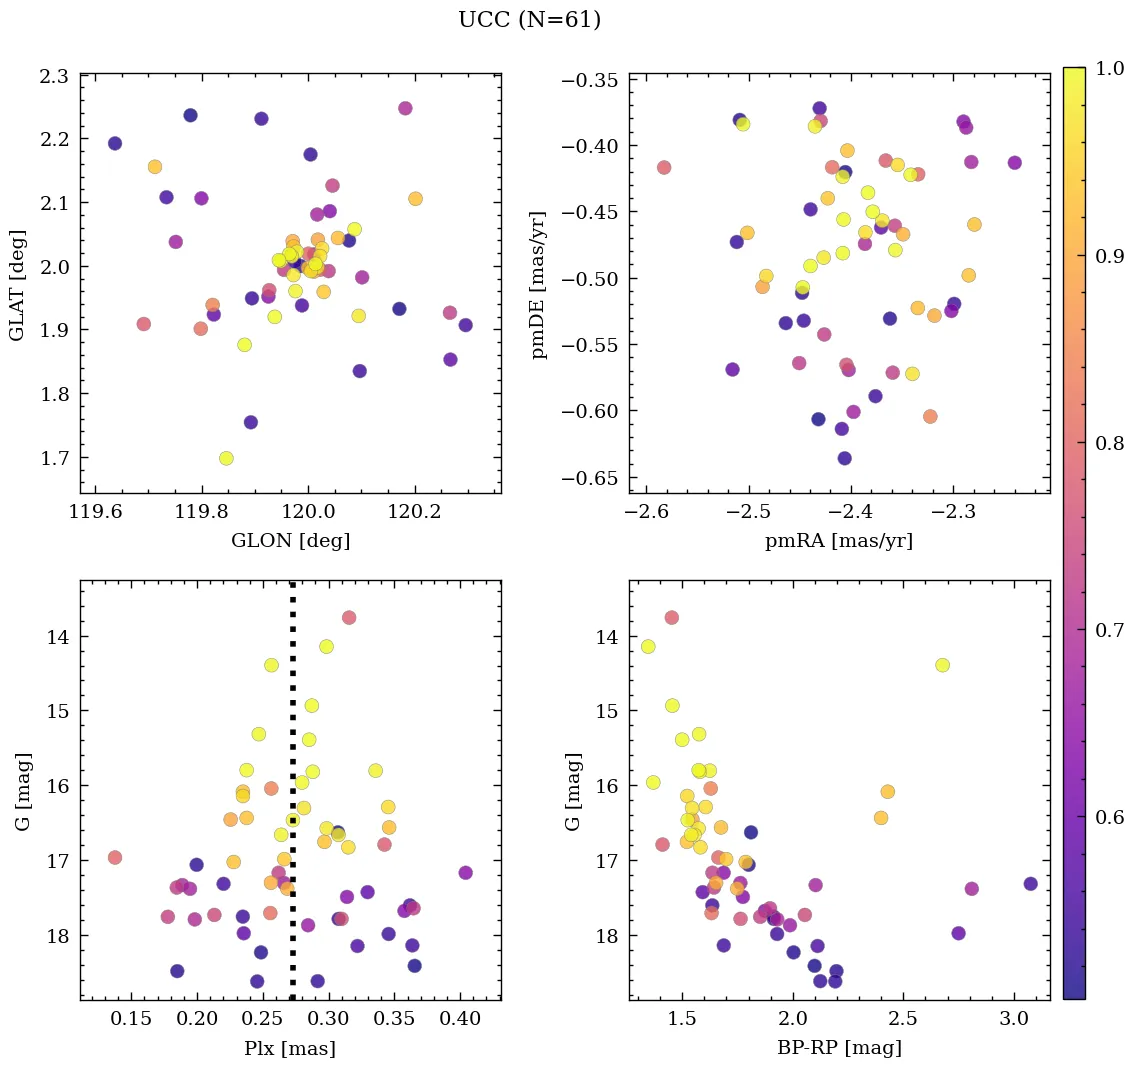 UCC (N=61)
2.3
2.2
2.1
2.0
1.9
1.8
1.7
GLAT [deg]
119.6 119.8 120.0 120.2
GLON [deg]
−0.35
−0.40
−0.45
−0.50
−0.55
−0.60
−0.65
pmDE [mas/yr]
−2.6 −2.5 −2.4 −2.3
pmRA [mas/yr]
14
15
16
17
18
G [mag]
0.15 0.20 0.25 0.30 0.35 0.40
Plx [mas]
14
15
16
17
18
G [mag]
1.5 2.0 2.5 3.0
BP-RP [mag]
1.0
0.9
0.8
0.7
0.6